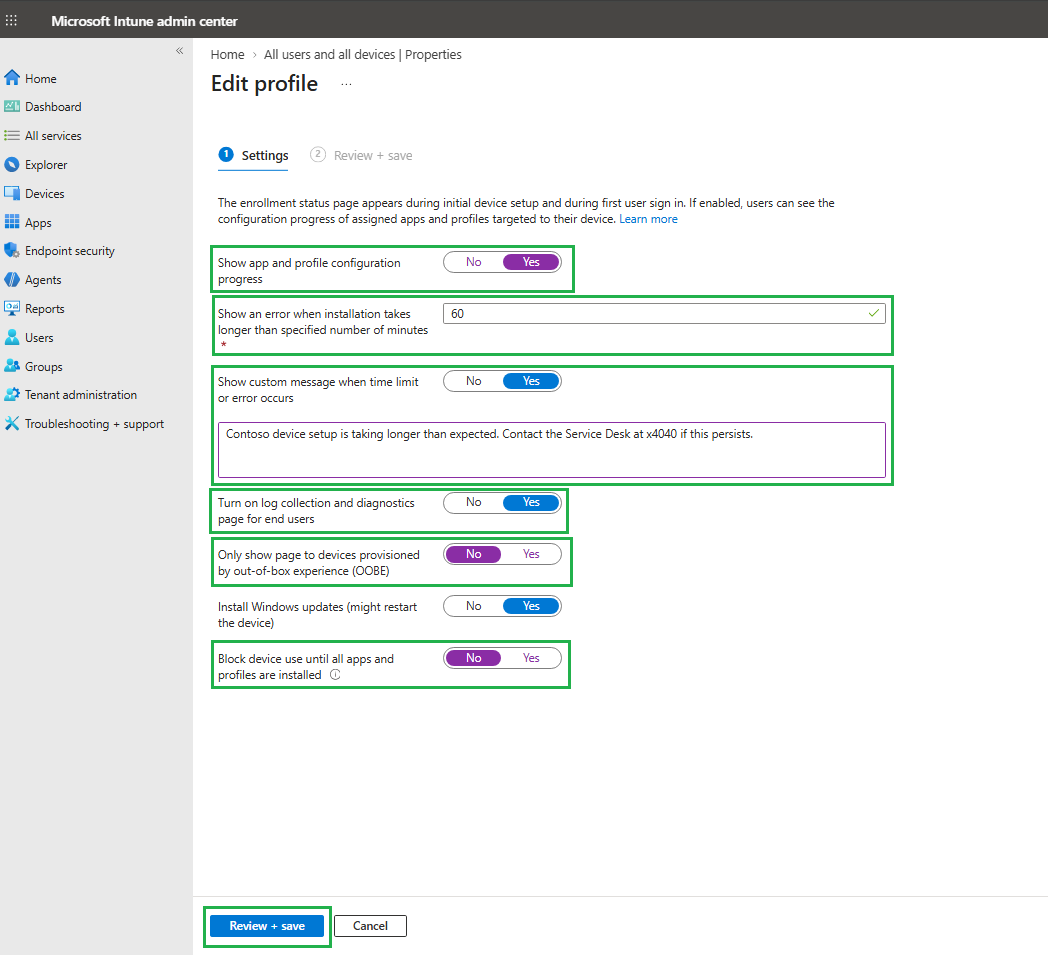 Microsoft Intune admin center
«
Home
Dashboard
All services
Explorer
Devices
Apps
Endpoint security
Agents
Reports
Users
Groups
Tenant administration
Troubleshooting + support
Home › All users and all devices | Properties
Edit profile ...
1 Settings
2 Review + save
The enrollment status page appears during initial device setup and during first user sign in. If enabled, users can see the
configuration progress of assigned apps and profiles targeted to their device. Learn more
Show app and profile configuration
progress
No Yes
Show an error when installation takes
longer than specified number of minutes
*
60
Show custom message when time limit
or error occurs
No Yes
Contoso device setup is taking longer than expected. Contact the Service Desk at x4040 if this persists.
Turn on log collection and diagnostics
page for end users
No Yes
Only show page to devices provisioned
by out-of-box experience (OOBE)
No Yes
Install Windows updates (might restart
the device)
No Yes
Block device use until all apps and
profiles are installed
No Yes
Review + save
Cancel